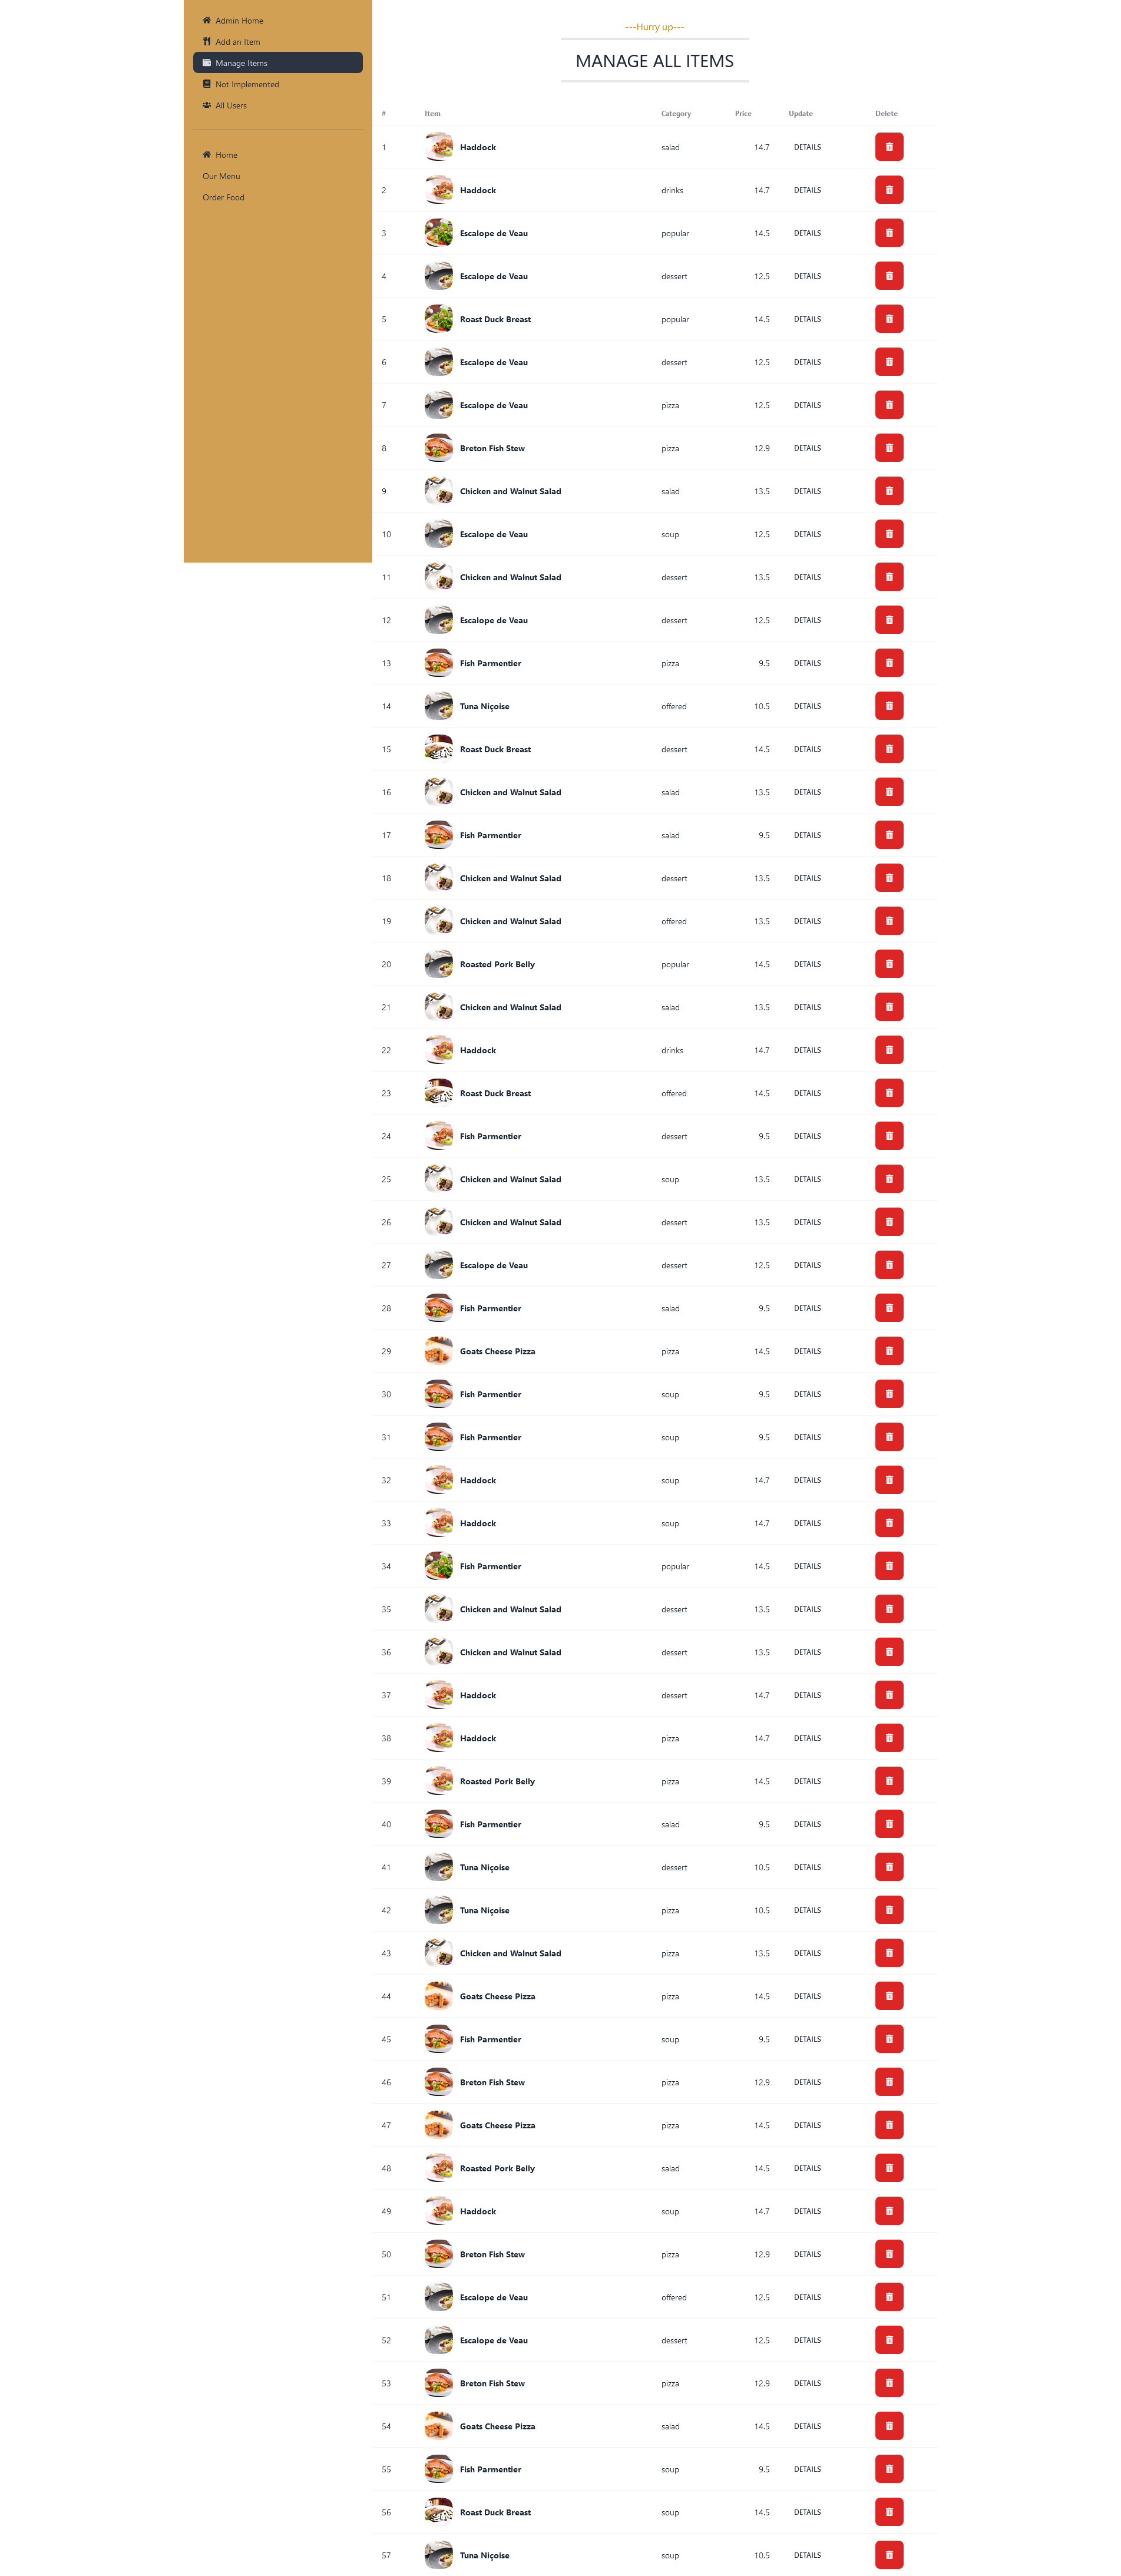 Admin Home
Add an Item
Manage Items
Not Implemented
All Users
Home
Our Menu
Order Food
---Hurry up---
MANAGE ALL ITEMS
# Item Category Price Update Delete
1 Haddock salad 14.7 DETAILS
2 Haddock drinks 14.7 DETAILS
3 Escalope de Veau popular 14.5 DETAILS
4 Escalope de Veau dessert 12.5 DETAILS
5 Roast Duck Breast popular 14.5 DETAILS
6 Escalope de Veau dessert 12.5 DETAILS
7 Escalope de Veau pizza 12.5 DETAILS
8 Breton Fish Stew pizza 12.9 DETAILS
9 Chicken and Walnut Salad salad 13.5 DETAILS
10 Escalope de Veau soup 12.5 DETAILS
11 Chicken and Walnut Salad dessert 13.5 DETAILS
12 Escalope de Veau dessert 12.5 DETAILS
13 Fish Parmentier pizza 9.5 DETAILS
14 Tuna Niçoise offered 10.5 DETAILS
15 Roast Duck Breast dessert 14.5 DETAILS
16 Chicken and Walnut Salad salad 13.5 DETAILS
17 Fish Parmentier salad 9.5 DETAILS
18 Chicken and Walnut Salad dessert 13.5 DETAILS
19 Chicken and Walnut Salad offered 13.5 DETAILS
20 Roasted Pork Belly popular 14.5 DETAILS
21 Chicken and Walnut Salad salad 13.5 DETAILS
22 Haddock drinks 14.7 DETAILS
23 Roast Duck Breast offered 14.5 DETAILS
24 Fish Parmentier dessert 9.5 DETAILS
25 Chicken and Walnut Salad soup 13.5 DETAILS
26 Chicken and Walnut Salad dessert 13.5 DETAILS
27 Escalope de Veau dessert 12.5 DETAILS
28 Fish Parmentier salad 9.5 DETAILS
29 Goats Cheese Pizza pizza 14.5 DETAILS
30 Fish Parmentier soup 9.5 DETAILS
31 Fish Parmentier soup 9.5 DETAILS
32 Haddock soup 14.7 DETAILS
33 Haddock soup 14.7 DETAILS
34 Fish Parmentier popular 14.5 DETAILS
35 Chicken and Walnut Salad dessert 13.5 DETAILS
36 Chicken and Walnut Salad dessert 13.5 DETAILS
37 Haddock dessert 14.7 DETAILS
38 Haddock pizza 14.7 DETAILS
39 Roasted Pork Belly pizza 14.5 DETAILS
40 Fish Parmentier salad 9.5 DETAILS
41 Tuna Niçoise dessert 10.5 DETAILS
42 Tuna Niçoise pizza 10.5 DETAILS
43 Chicken and Walnut Salad pizza 13.5 DETAILS
44 Goats Cheese Pizza pizza 14.5 DETAILS
45 Fish Parmentier soup 9.5 DETAILS
46 Breton Fish Stew pizza 12.9 DETAILS
47 Goats Cheese Pizza pizza 14.5 DETAILS
48 Roasted Pork Belly salad 14.5 DETAILS
49 Haddock soup 14.7 DETAILS
50 Breton Fish Stew pizza 12.9 DETAILS
51 Escalope de Veau offered 12.5 DETAILS
52 Escalope de Veau dessert 12.5 DETAILS
53 Breton Fish Stew pizza 12.9 DETAILS
54 Goats Cheese Pizza salad 14.5 DETAILS
55 Fish Parmentier soup 9.5 DETAILS
56 Roast Duck Breast soup 14.5 DETAILS
57 Tuna Niçoise soup 10.5 DETAILS